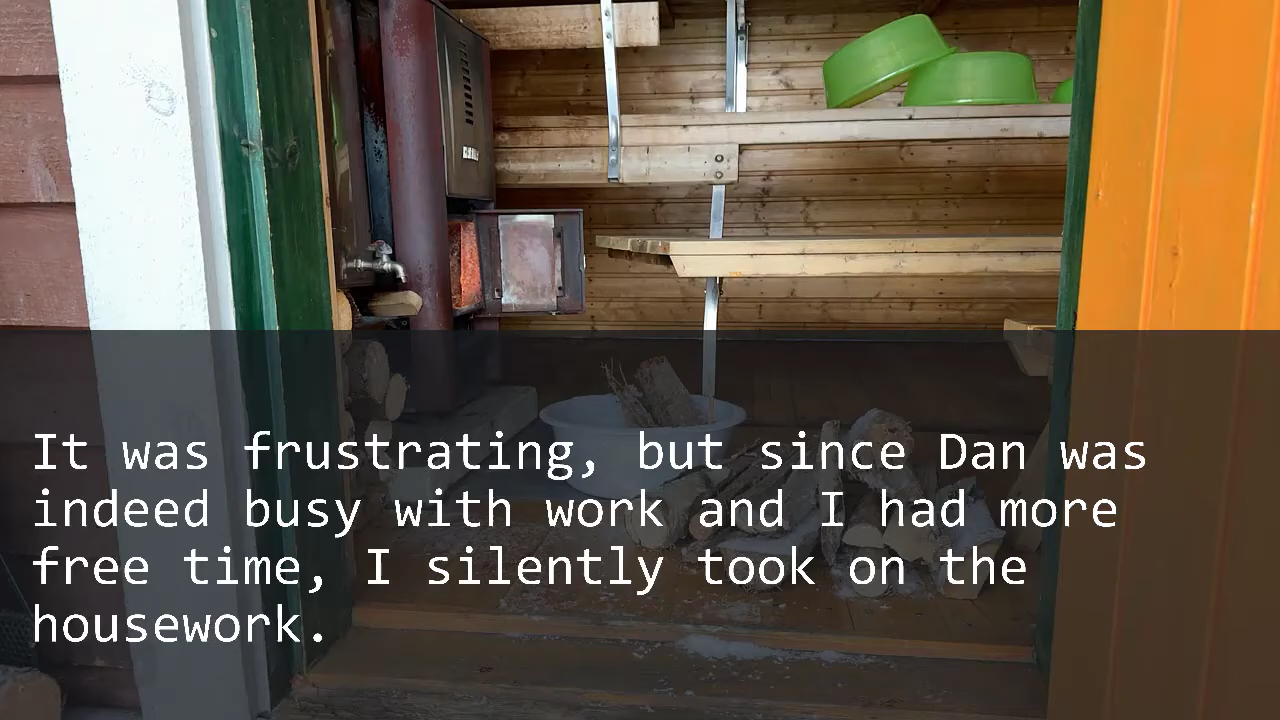 It was frustrating, but since Dan was
indeed busy with work and I had more
free time, I silently took on the
housework.